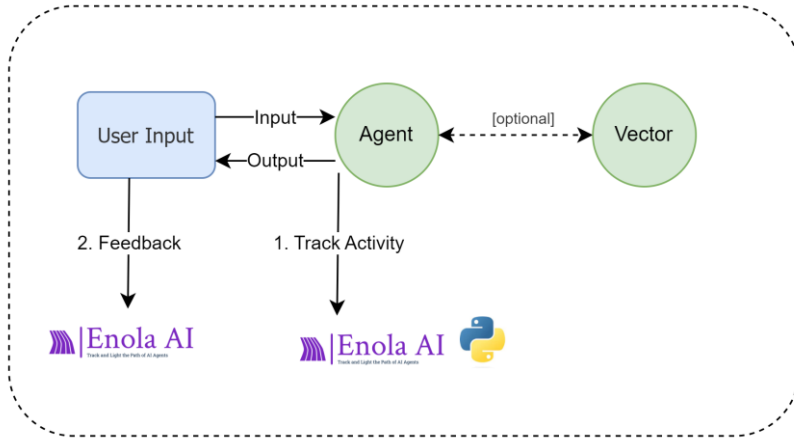 User Input
Input
Output
Agent
[optional]
Vector
2. Feedback
1. Track Activity
Enola AI
Track and Light the Path of AI Agents
Enola AI
Track and Light the Path of AI Agents